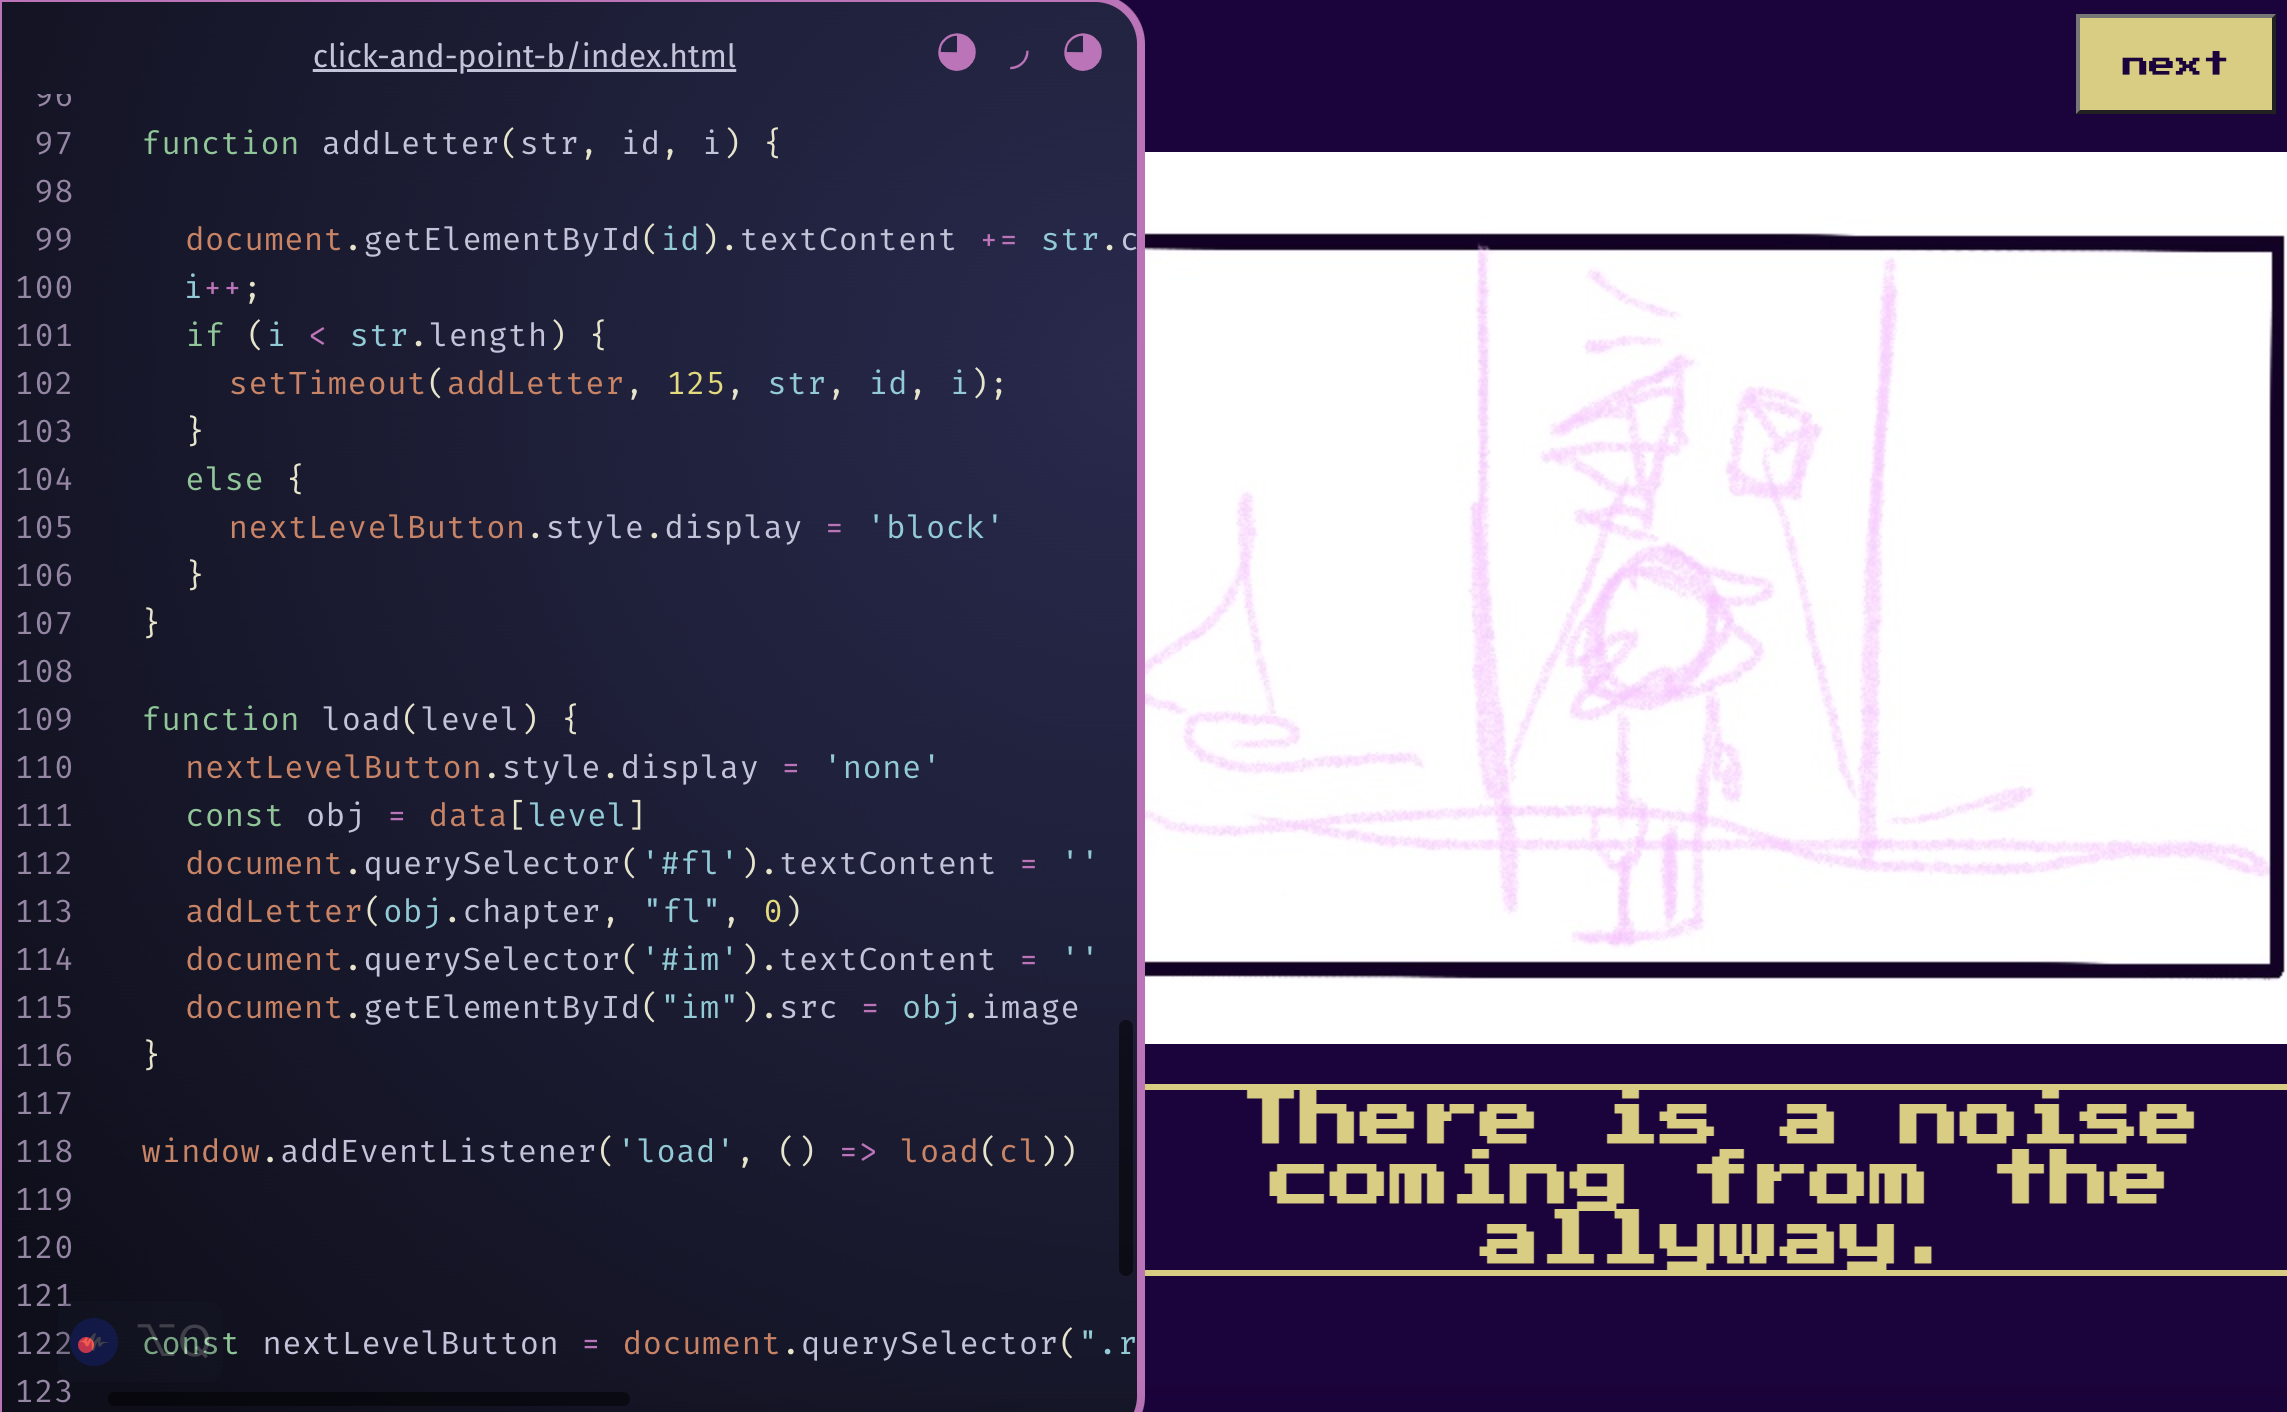 click-and-point-b/index.html
96
97 function addLetter(str, id, i) {
98
99 document.getElementById(id).textContent += str.c
100 i++;
101 if (i < str.length) {
102 setTimeout(addLetter, 125, str, id, i);
103 }
104 else {
105 nextLevelButton.style.display = 'block'
106 }
107 }
108
109 function load(level) {
110 nextLevelButton.style.display = 'none'
111 const obj = data[level]
112 document.querySelector('#fl').textContent = ''
113 addLetter(obj.chapter, "fl", 0)
114 document.querySelector('#im').textContent = ''
115 document.getElementById("im").src = obj.image
116 }
117
118 window.addEventListener('load', () => load(cl))
119
120
121
122 const nextLevelButton = document.querySelector(".r
123
⌥Q
next
There is a noise
coming from the
allyway.